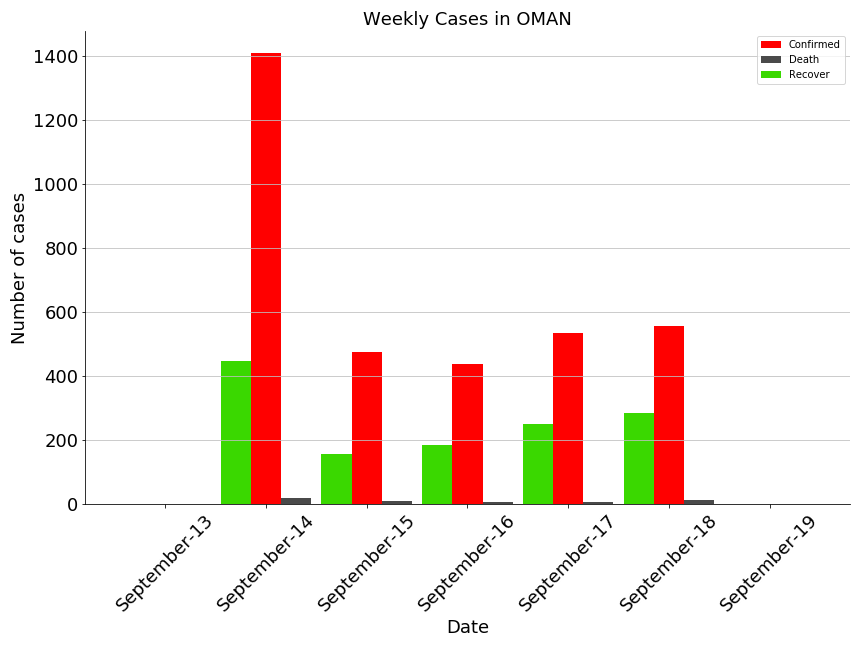 Weekly Cases in OMAN
Confirmed
Death
Recover
Number of cases
1400
1200
1000
800
600
400
200
0
September-13
September-14
September-15
September-16
September-17
September-18
September-19
Date